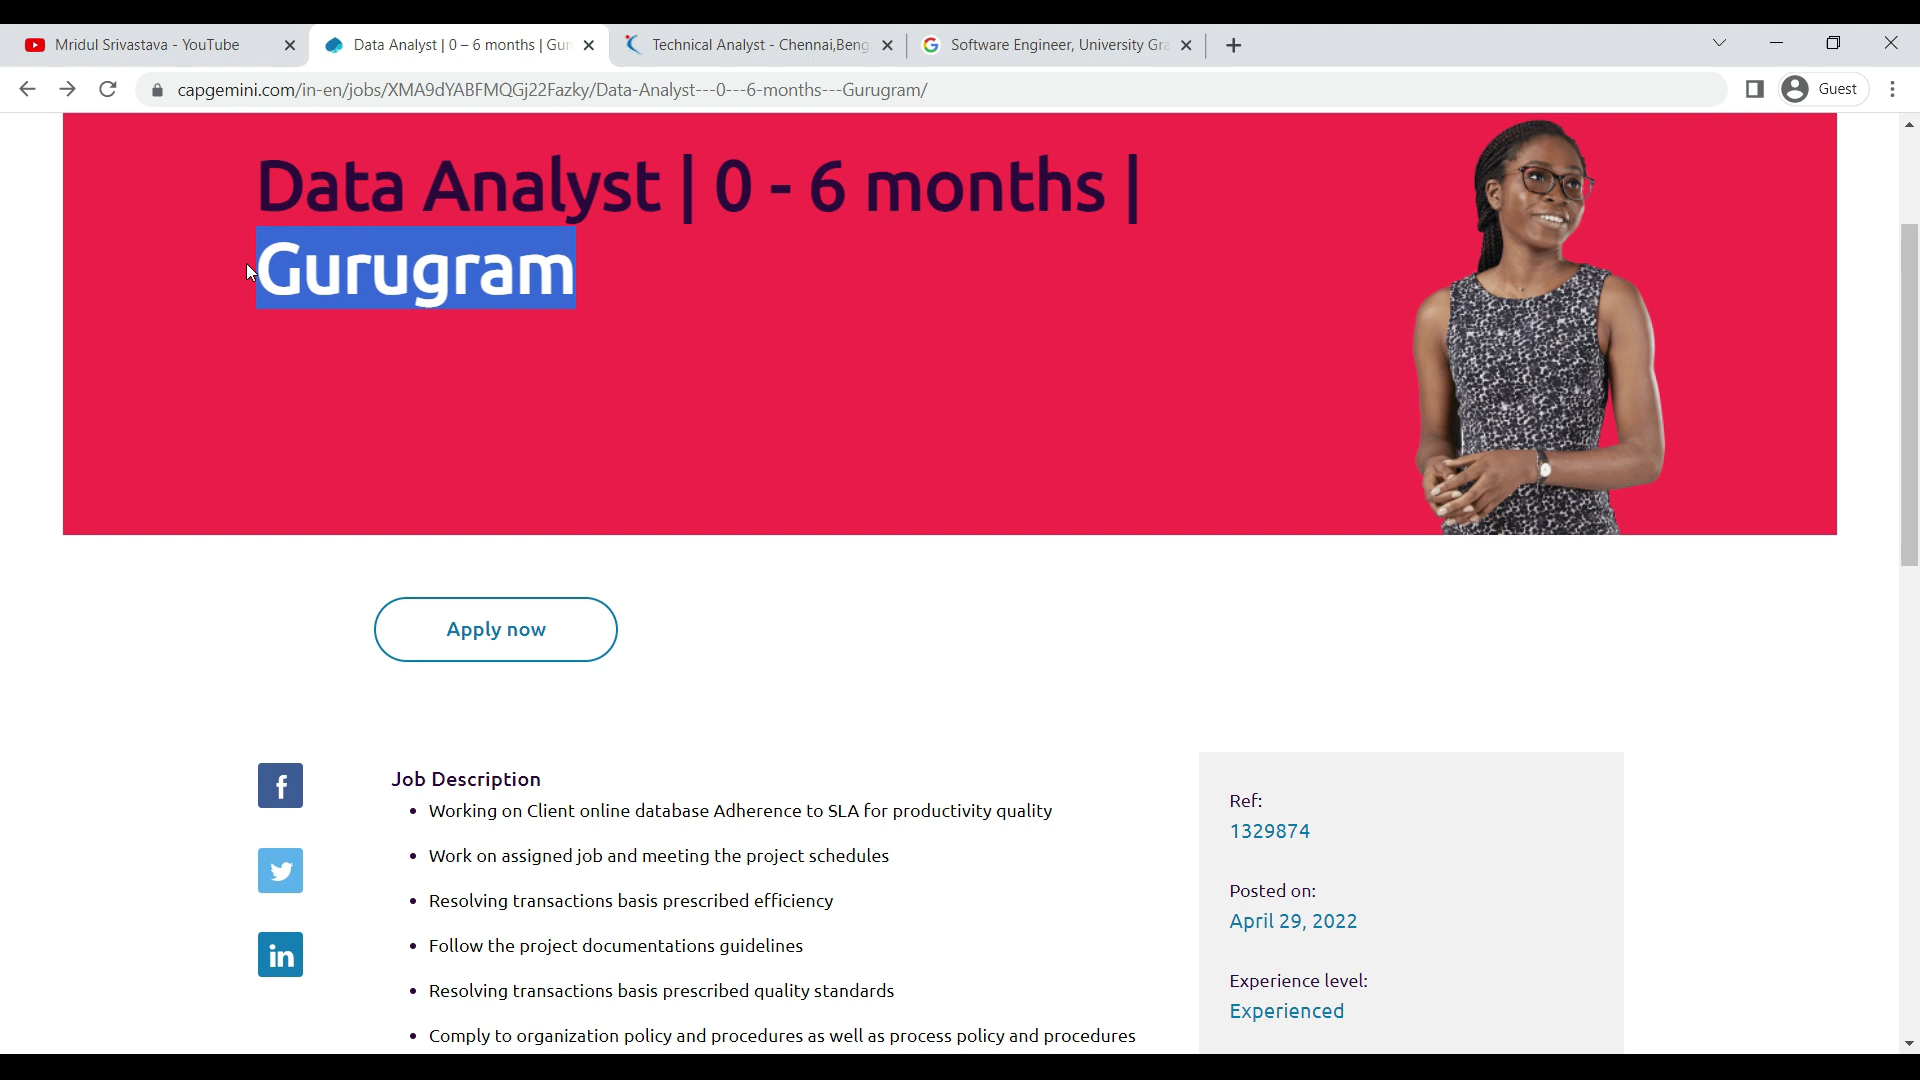 Mridul Srivastava - YouTube
Data Analyst | 0 – 6 months | Gur
Technical Analyst - Chennai,Beng
Software Engineer, University Gra
capgemini.com/in-en/jobs/XMA9dYABFMQGj22Fazky/Data-Analyst---0---6-months---Gurugram/
Guest
Data Analyst | 0 - 6 months |
Gurugram
Apply now
Job Description
• Working on Client online database Adherence to SLA for productivity quality
• Work on assigned job and meeting the project schedules
• Resolving transactions basis prescribed efficiency
• Follow the project documentations guidelines
• Resolving transactions basis prescribed quality standards
• Comply to organization policy and procedures as well as process policy and procedures
Ref:
1329874
Posted on:
April 29, 2022
Experience level:
Experienced